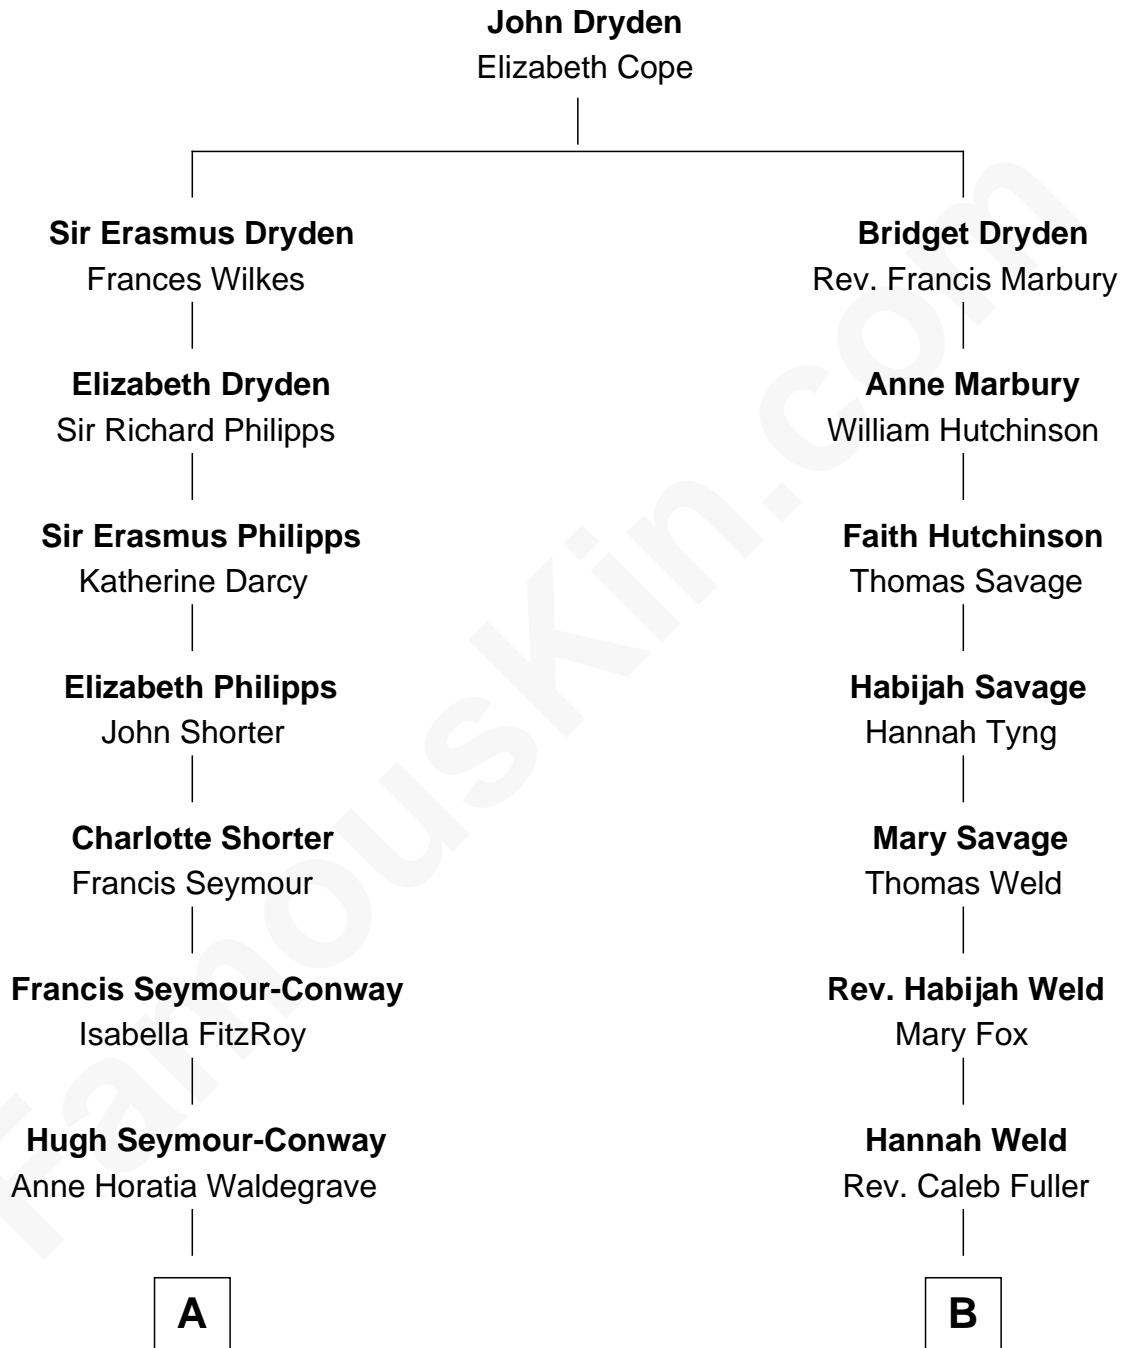 John Dryden
Elizabeth Cope
Sir Erasmus Dryden
Frances Wilkes
Bridget Dryden
Rev. Francis Marbury
Elizabeth Dryden
Sir Richard Philipps
Anne Marbury
William Hutchinson
Sir Erasmus Philipps
Katherine Darcy
Faith Hutchinson
Thomas Savage
Elizabeth Philipps
John Shorter
Habijah Savage
Hannah Tyng
Charlotte Shorter
Francis Seymour
Mary Savage
Thomas Weld
Francis Seymour-Conway
Isabella FitzRoy
Rev. Habijah Weld
Mary Fox
Hugh Seymour-Conway
Anne Horatia Waldegrave
Hannah Weld
Rev. Caleb Fuller
A
B
FamousKin.com